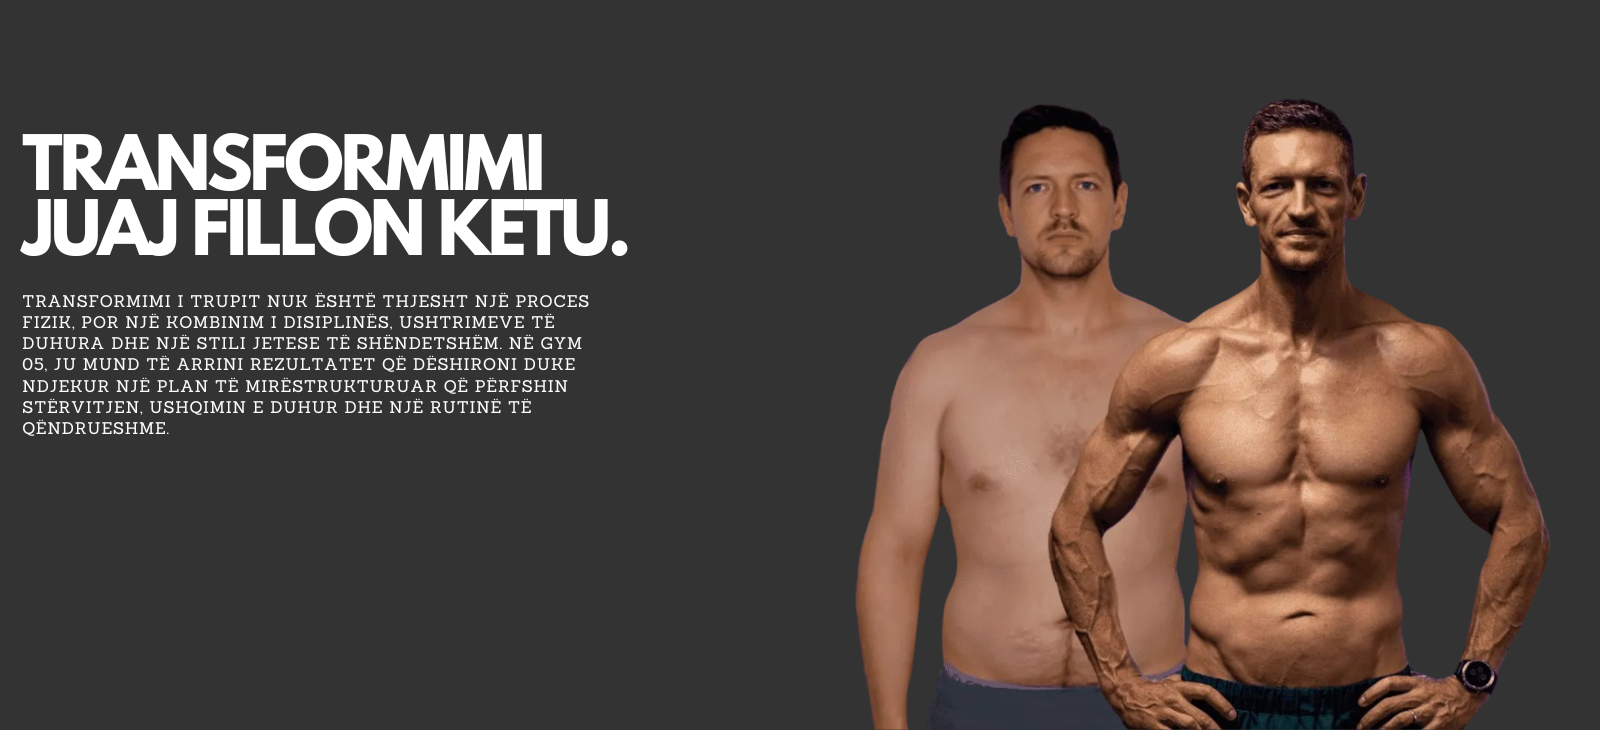 TRANSFORMIMI
JUAJ FILLON KETU.
TRANSFORMIMI I TRUPIT NUK ËSHTË THJESHT NJË PROCES
FIZIK, POR NJË KOMBINIM I DISIPLINËS, USHTRIMEVE TË
DUHURA DHE NJË STILI JETESE TË SHËNDETSHËM. NË GYM
05, JU MUND TË ARRINI REZULTATET QË DËSHIRONI DUKE
NDJEKUR NJË PLAN TË MIRËSTRUKTURUAR QË PËRFSHIN
STËRVITJEN, USHQIMIN E DUHUR DHE NJË RUTINË TË
QËNDRUESHME.